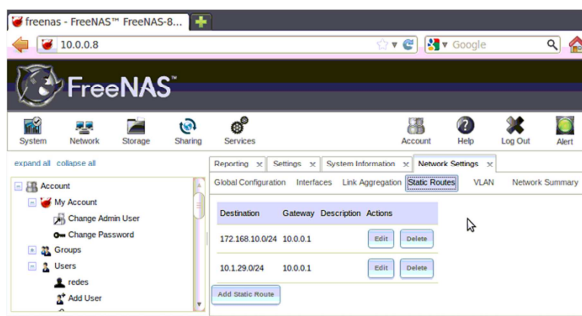 freenas - FreeNAS™ FreeNAS-8...
10.0.0.8
Google
FreeNAS™
System Network Storage Sharing Services Account Help Log Out Alert
expand all collapse all
Reporting Settings System Information Network Settings
Global Configuration Interfaces Link Aggregation Static Routes VLAN Network Summary
Account
My Account
Change Admin User
Change Password
Groups
Users
redes
Add User
Destination Gateway Description Actions
172.168.10.0/24 10.0.0.1 Edit Delete
10.1.29.0/24 10.0.0.1 Edit Delete
Add Static Route